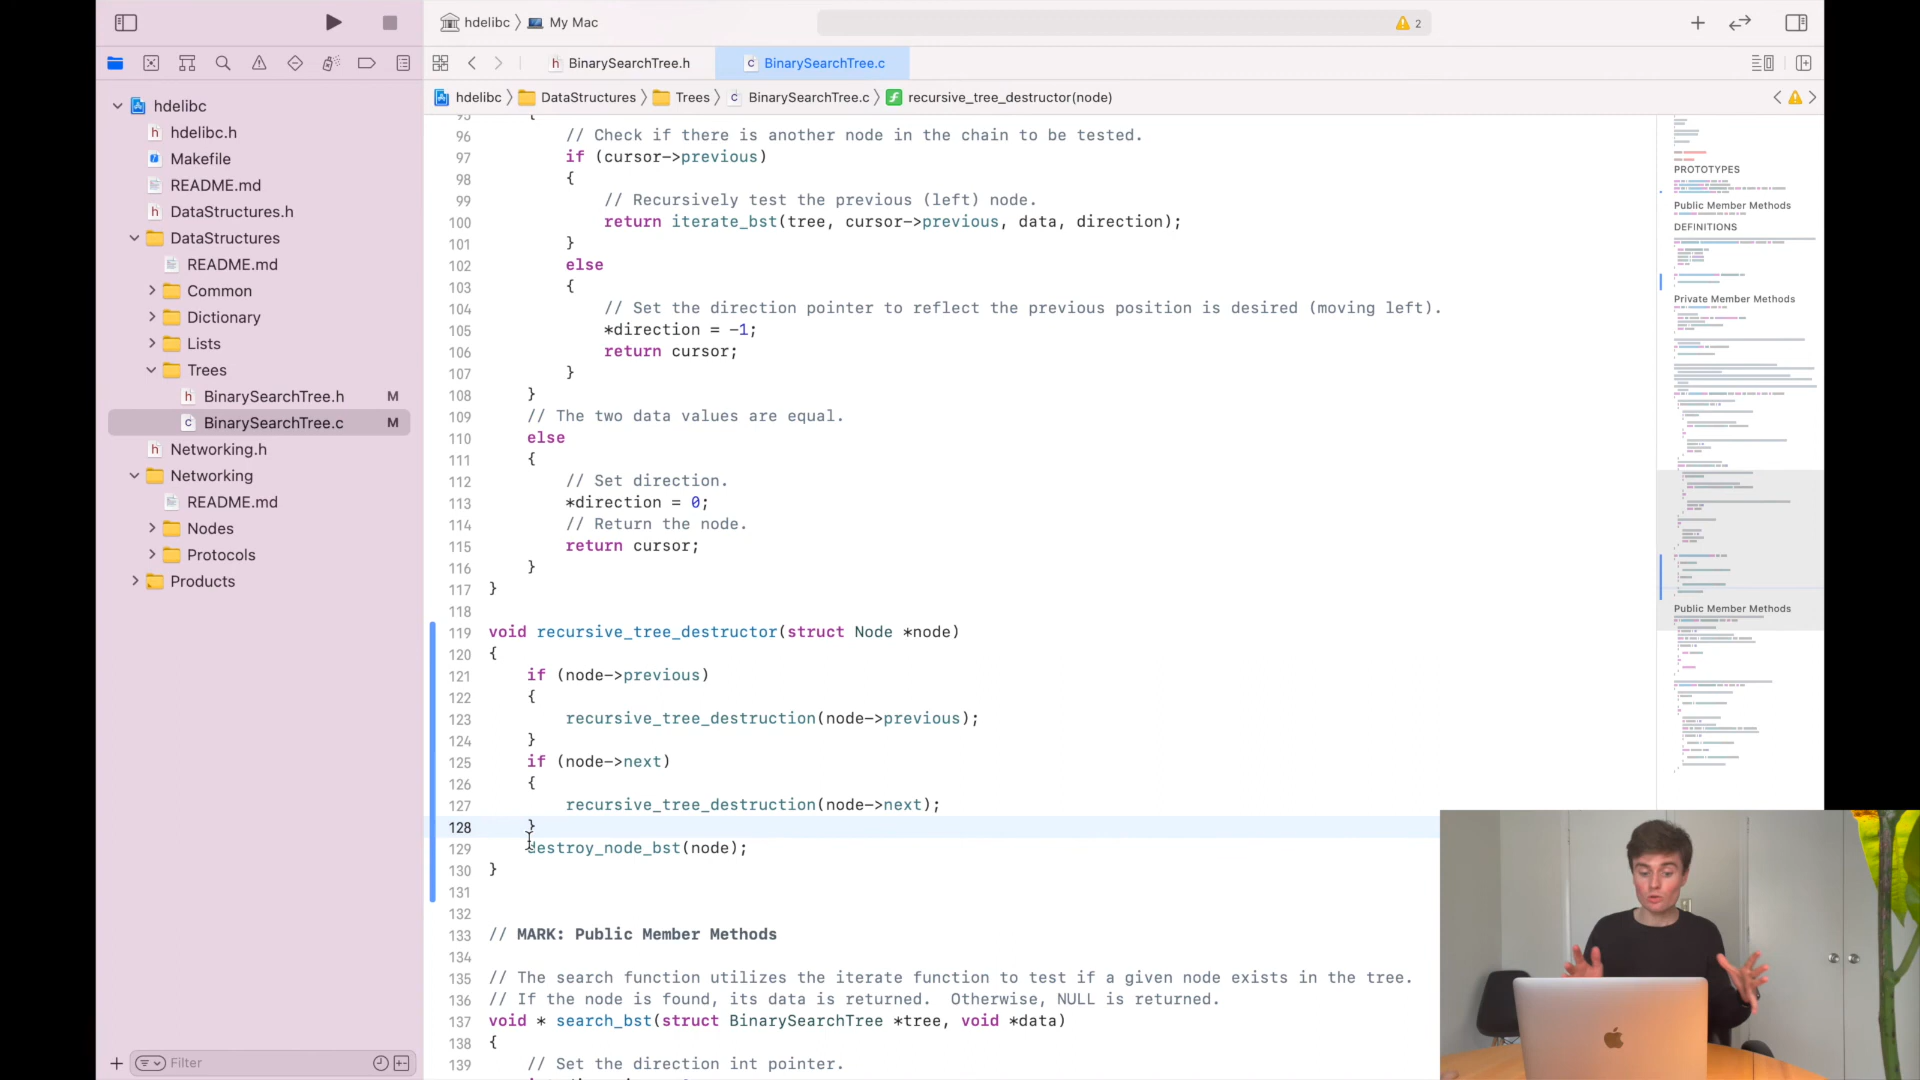 hdelibc
My Mac
2
BinarySearchTree.h
BinarySearchTree.c
hdelibc
DataStructures
Trees
BinarySearchTree.c
recursive_tree_destructor(node)
hdelibc
hdelibc.h
Makefile
README.md
DataStructures.h
DataStructures
README.md
Common
Dictionary
Lists
Trees
BinarySearchTree.h M
BinarySearchTree.c M
Networking.h
Networking
README.md
Nodes
Protocols
Products
Filter
95 {
96 // Check if there is another node in the chain to be tested.
97 if (cursor->previous)
98 {
99 // Recursively test the previous (left) node.
100 return iterate_bst(tree, cursor->previous, data, direction);
101 }
102 else
103 {
104 // Set the direction pointer to reflect the previous position is desired (moving left).
105 *direction = -1;
106 return cursor;
107 }
108 }
109 // The two data values are equal.
110 else
111 {
112 // Set direction.
113 *direction = 0;
114 // Return the node.
115 return cursor;
116 }
117 }
118
119 void recursive_tree_destructor(struct Node *node)
120 {
121 if (node->previous)
122 {
123 recursive_tree_destruction(node->previous);
124 }
125 if (node->next)
126 {
127 recursive_tree_destruction(node->next);
128 }
129 destroy_node_bst(node);
130 }
131
132
133 // MARK: Public Member Methods
134
135 // The search function utilizes the iterate function to test if a given node exists in the tree.
136 // If the node is found, its data is returned.  Otherwise, NULL is returned.
137 void * search_bst(struct BinarySearchTree *tree, void *data)
138 {
139 // Set the direction int pointer.
PROTOTYPES
Public Member Methods
DEFINITIONS
Private Member Methods
Public Member Methods